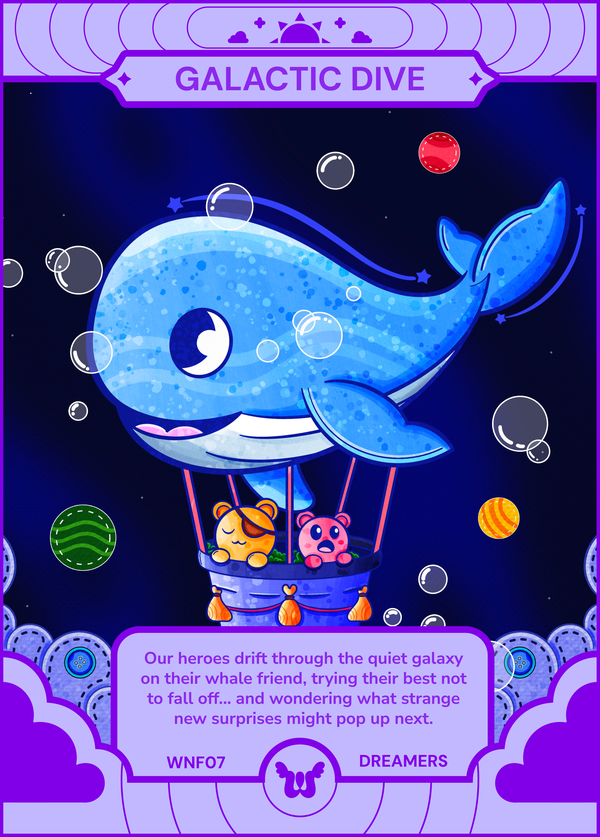 GALACTIC DIVE
Our heroes drift through the quiet galaxy
on their whale friend, trying their best not
to fall off... and wondering what strange
new surprises might pop up next.
WNF07
DREAMERS